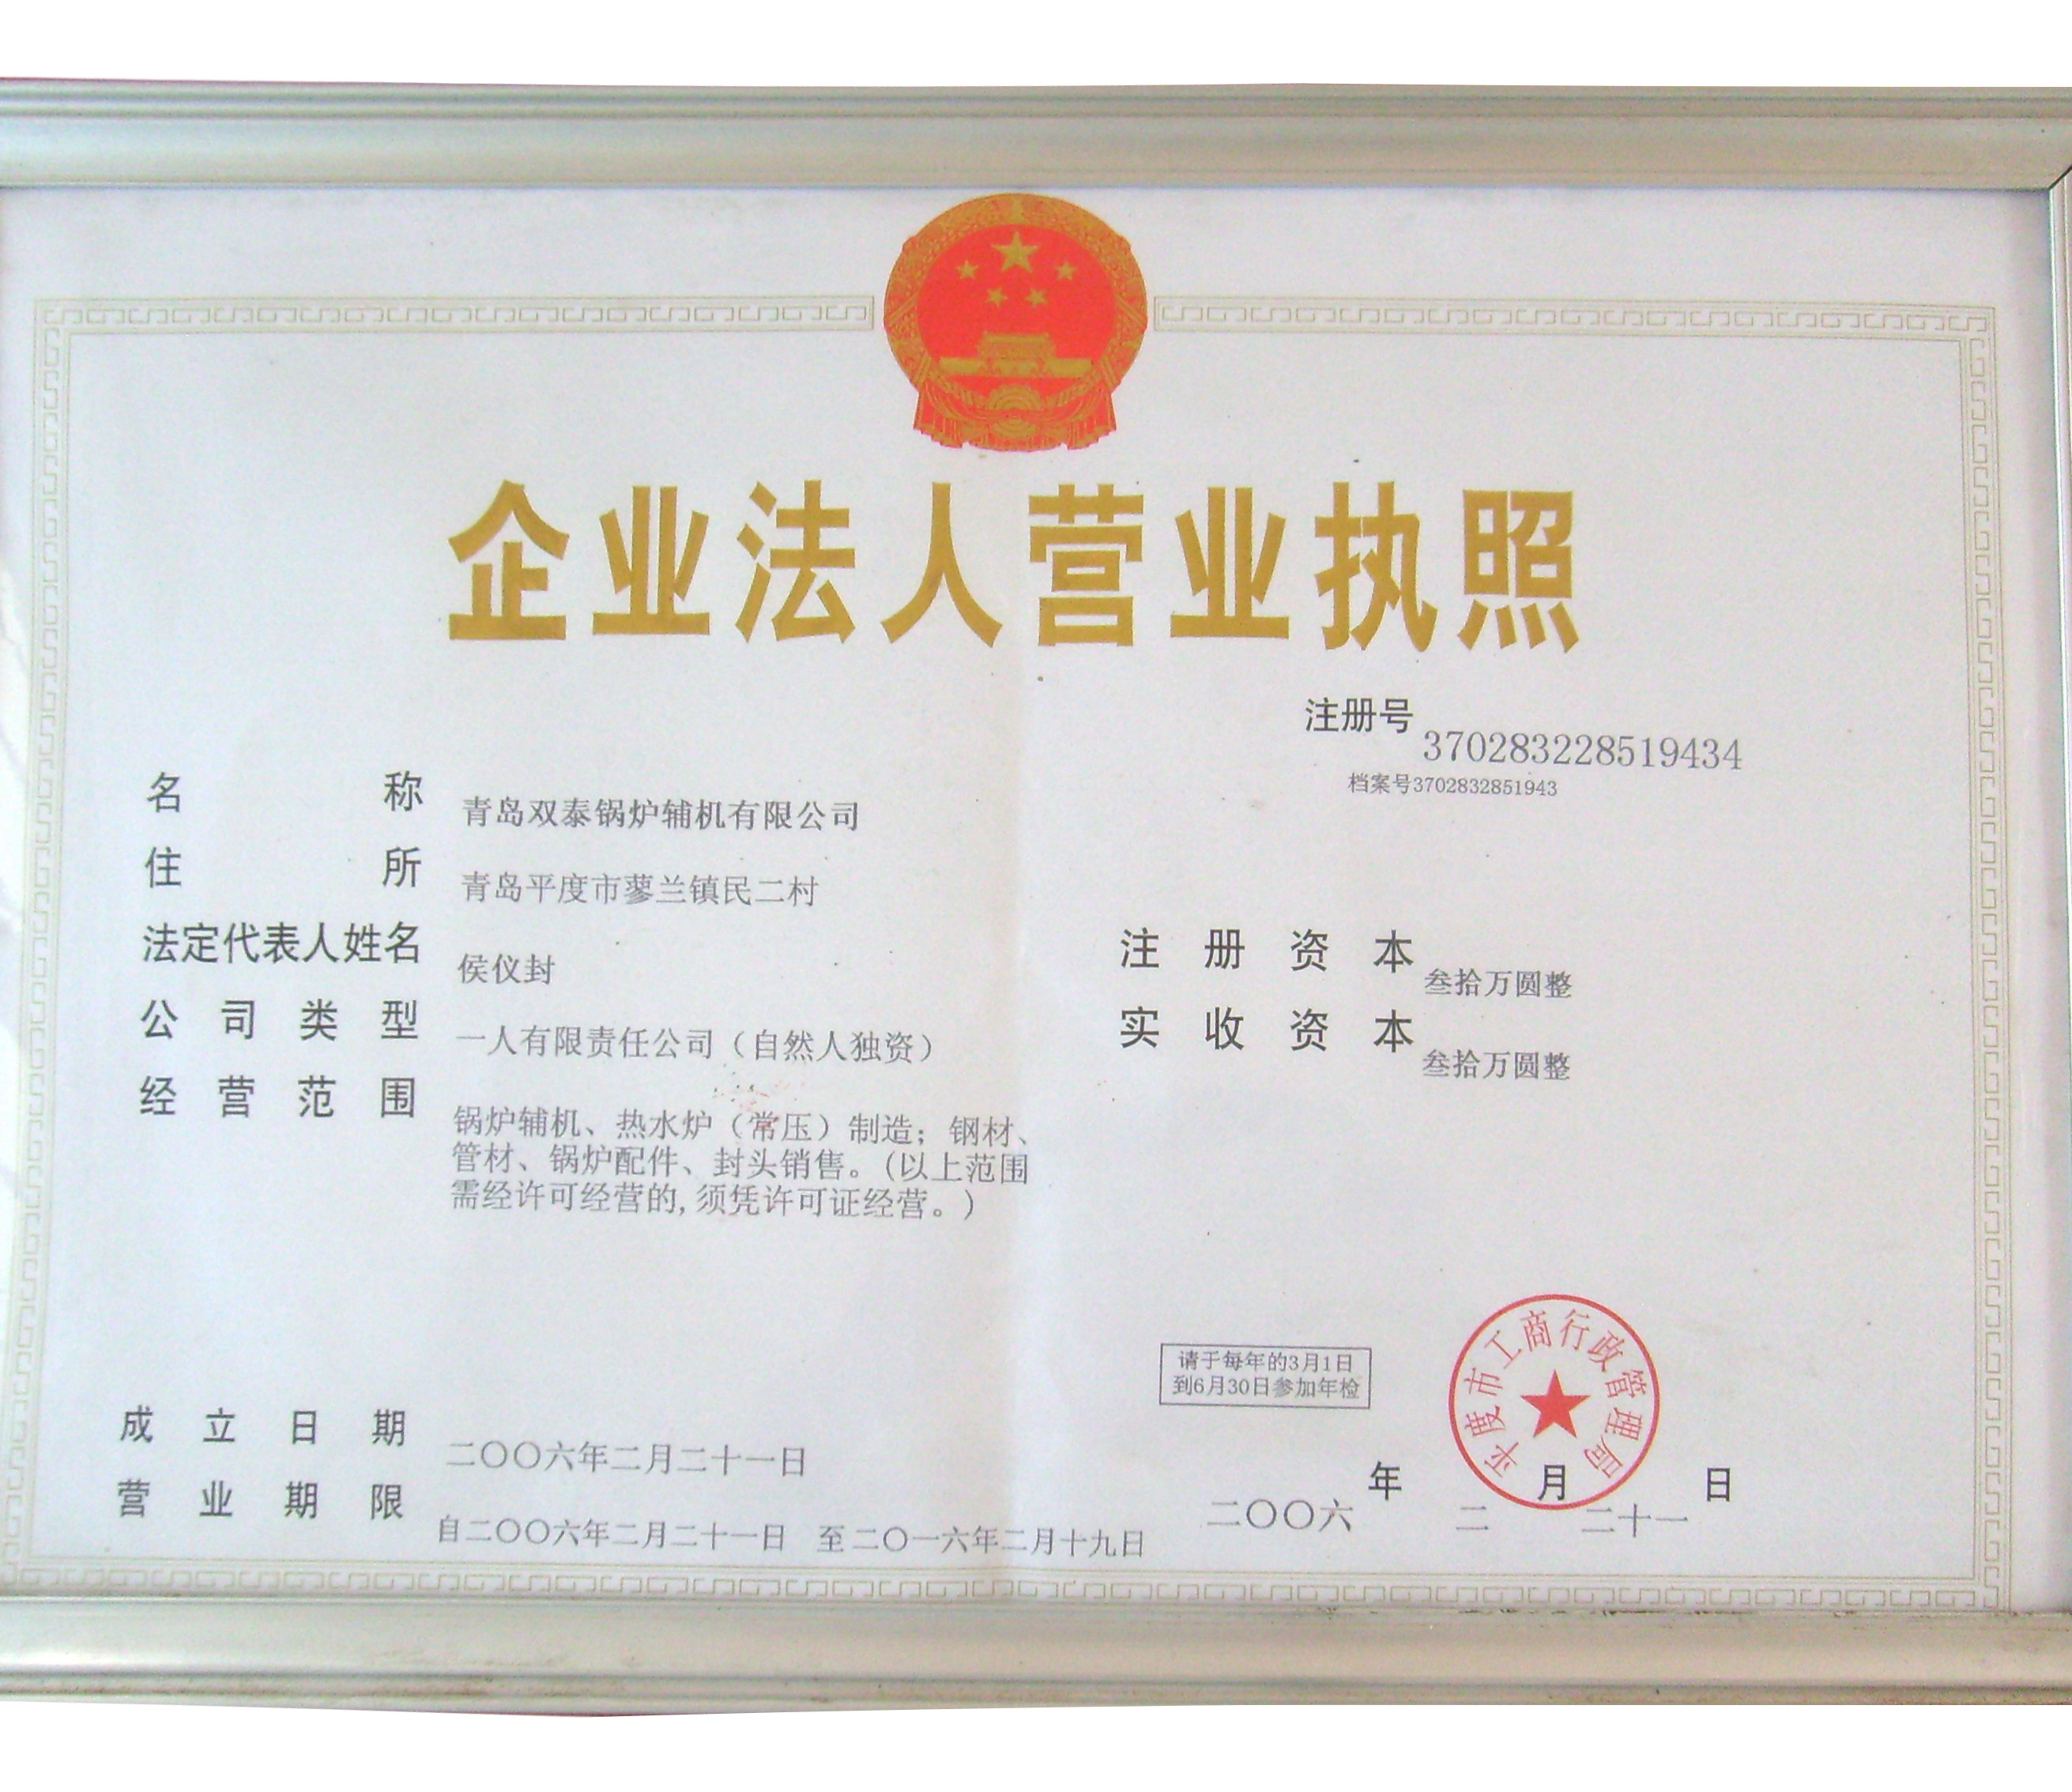 企业法人营业执照
注册号 370283228519434
档案号3702832851943
名称 青岛双泰锅炉辅机有限公司
住所 青岛平度市蓼兰镇民二村
法定代表人姓名 侯仪封
注册资本 叁拾万圆整
公司类型 一人有限责任公司（自然人独资）
实收资本 叁拾万圆整
经营范围 锅炉辅机、热水炉（常压）制造；钢材、
管材、锅炉配件、封头销售。(以上范围
需经许可经营的,须凭许可证经营。)
请于每年的3月1日
到6月30日参加年检
平度市工商行政管理局
成立日期 二〇〇六年二月二十一日
营业期限 自二〇〇六年二月二十一日 至二〇一六年二月十九日
二〇〇六年二月二十一日